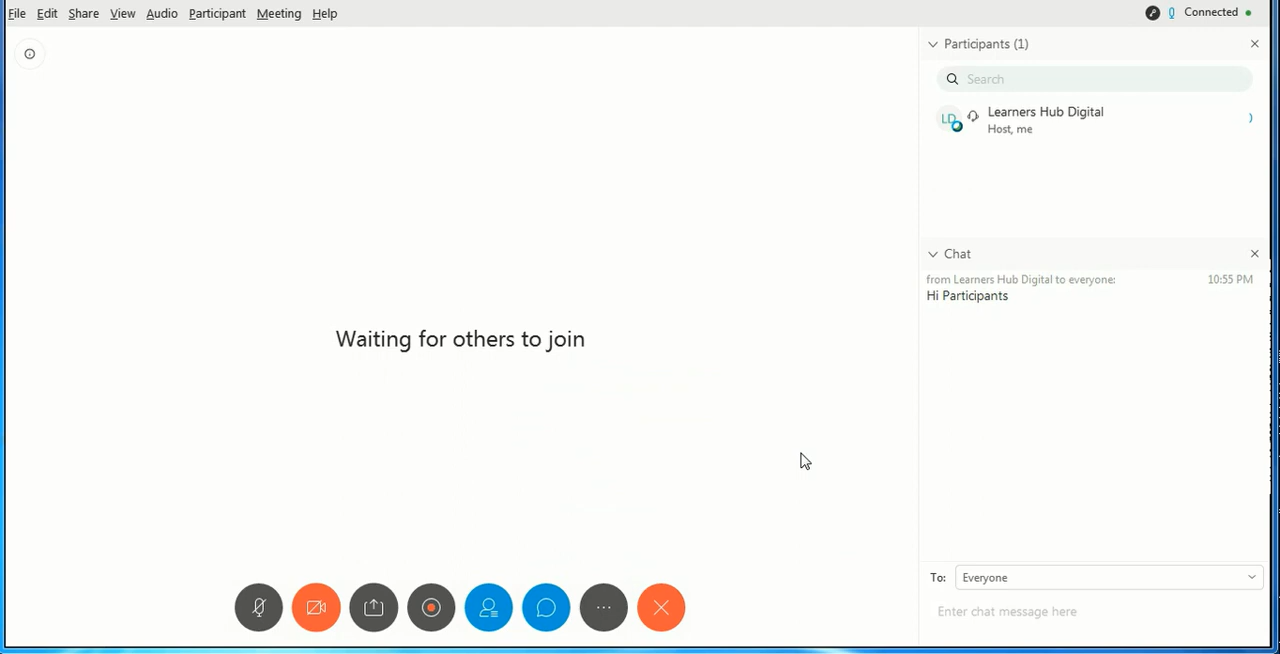 File Edit Share View Audio Participant Meeting Help
Connected
Participants (1)
Search
LD
Learners Hub Digital
Host, me
Chat
from Learners Hub Digital to everyone: 10:55 PM
Hi Participants
Waiting for others to join
To: Everyone
Enter chat message here